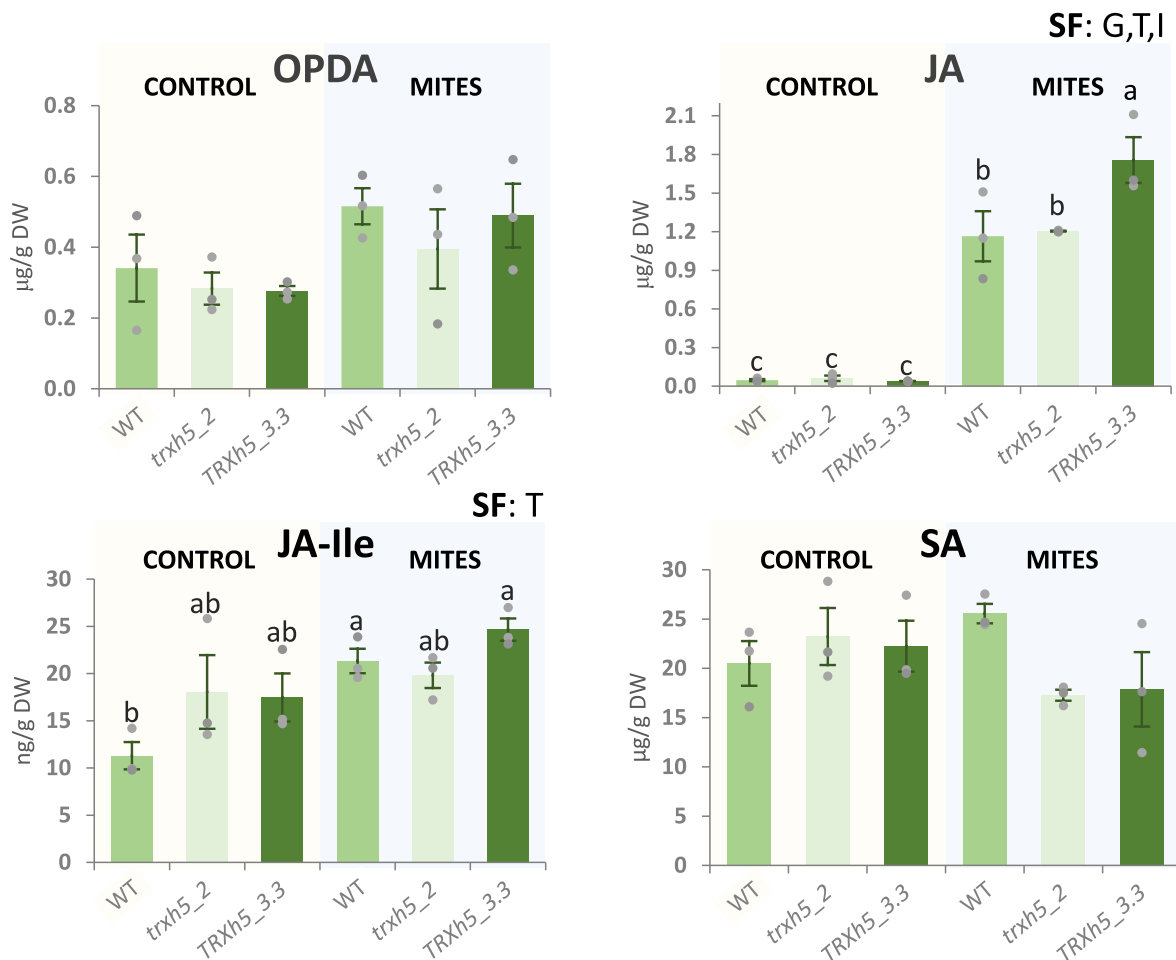 OPDA
CONTROL MITES
µg/g DW
0.8
0.6
0.4
0.2
0.0
WT trxh5_2 TRXh5_3.3 WT trxh5_2 TRXh5_3.3
SF: G,T,I
JA
CONTROL MITES
µg/g DW
2.1
1.8
1.5
1.2
0.9
0.6
0.3
0.0
c c c b b a
WT trxh5_2 TRXh5_3.3 WT trxh5_2 TRXh5_3.3
SF: T
JA-Ile
CONTROL MITES
ng/g DW
30
25
20
15
10
5
0
b ab ab a ab a
WT trxh5_2 TRXh5_3.3 WT trxh5_2 TRXh5_3.3
SA
CONTROL MITES
µg/g DW
30
25
20
15
10
5
0
WT trxh5_2 TRXh5_3.3 WT trxh5_2 TRXh5_3.3